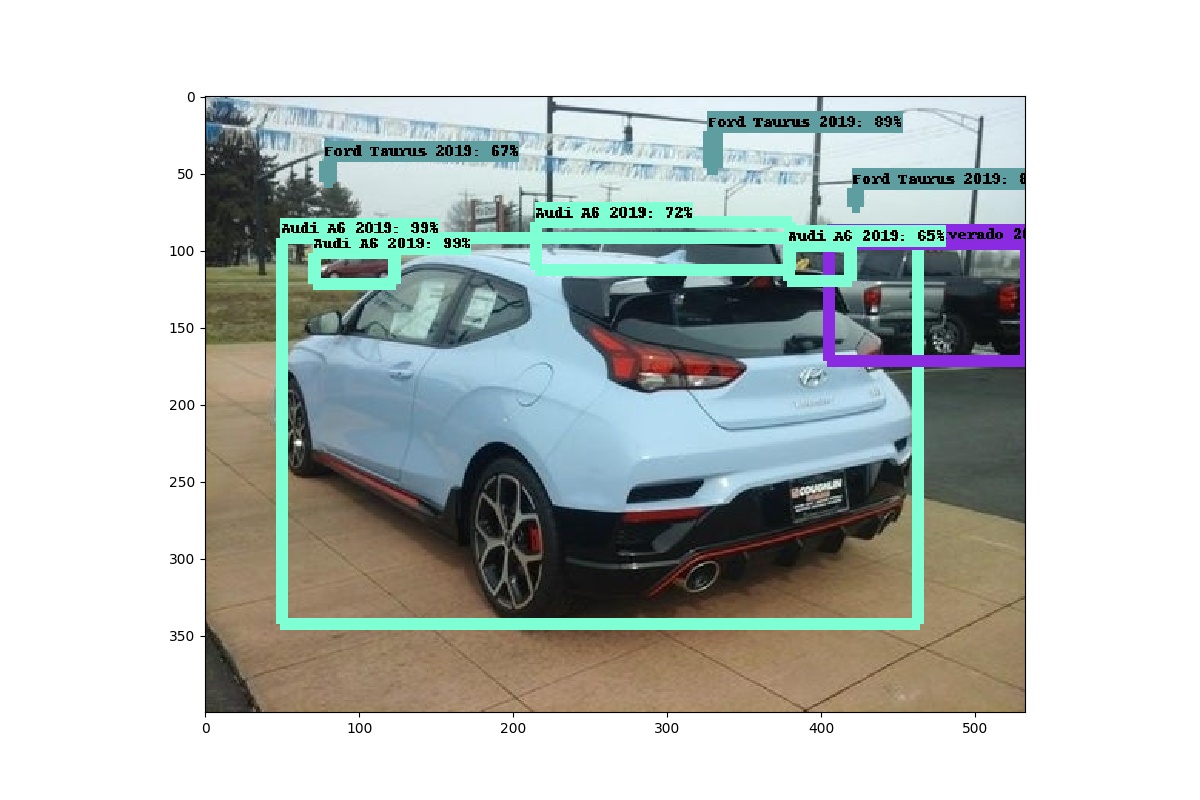 0
50
100
150
200
250
300
350
0
100
200
300
400
500
Ford Taurus 2019: 89%
Ford Taurus 2019: 67%
Ford Taurus 2019:
Audi A6 2019: 72%
Audi A6 2019: 99%
Audi A6 2019: 65%
verado 20
Audi A6 2019: 99%
COUGHLIN